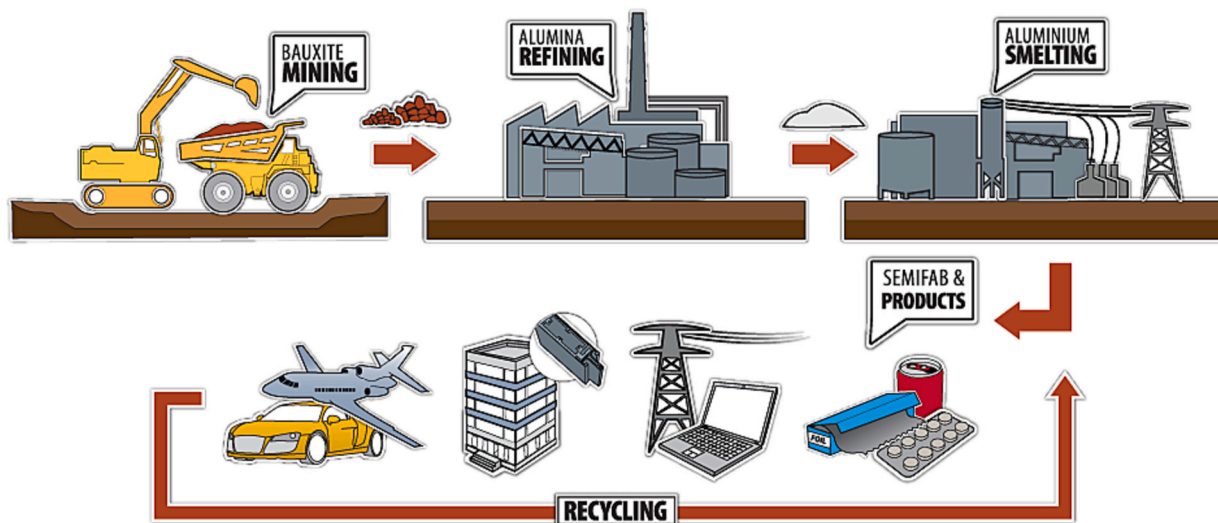 BAUXITE
MINING
ALUMINA
REFINING
ALUMINIUM
SMELTING
SEMIFAB &
PRODUCTS
FOIL
RECYCLING